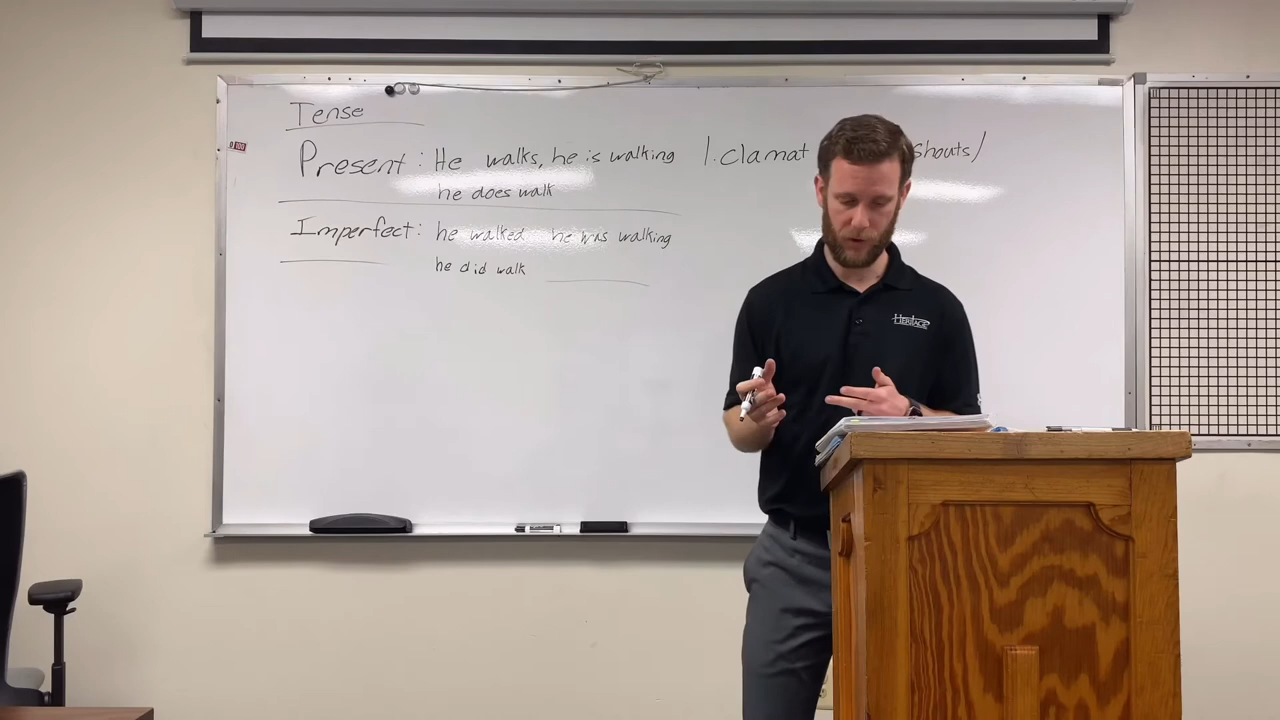 Tense
Present: He walks, he is walking
he does walk
Imperfect: he walked he was walking
he did walk
1. clamat shouts/
HERITAGE